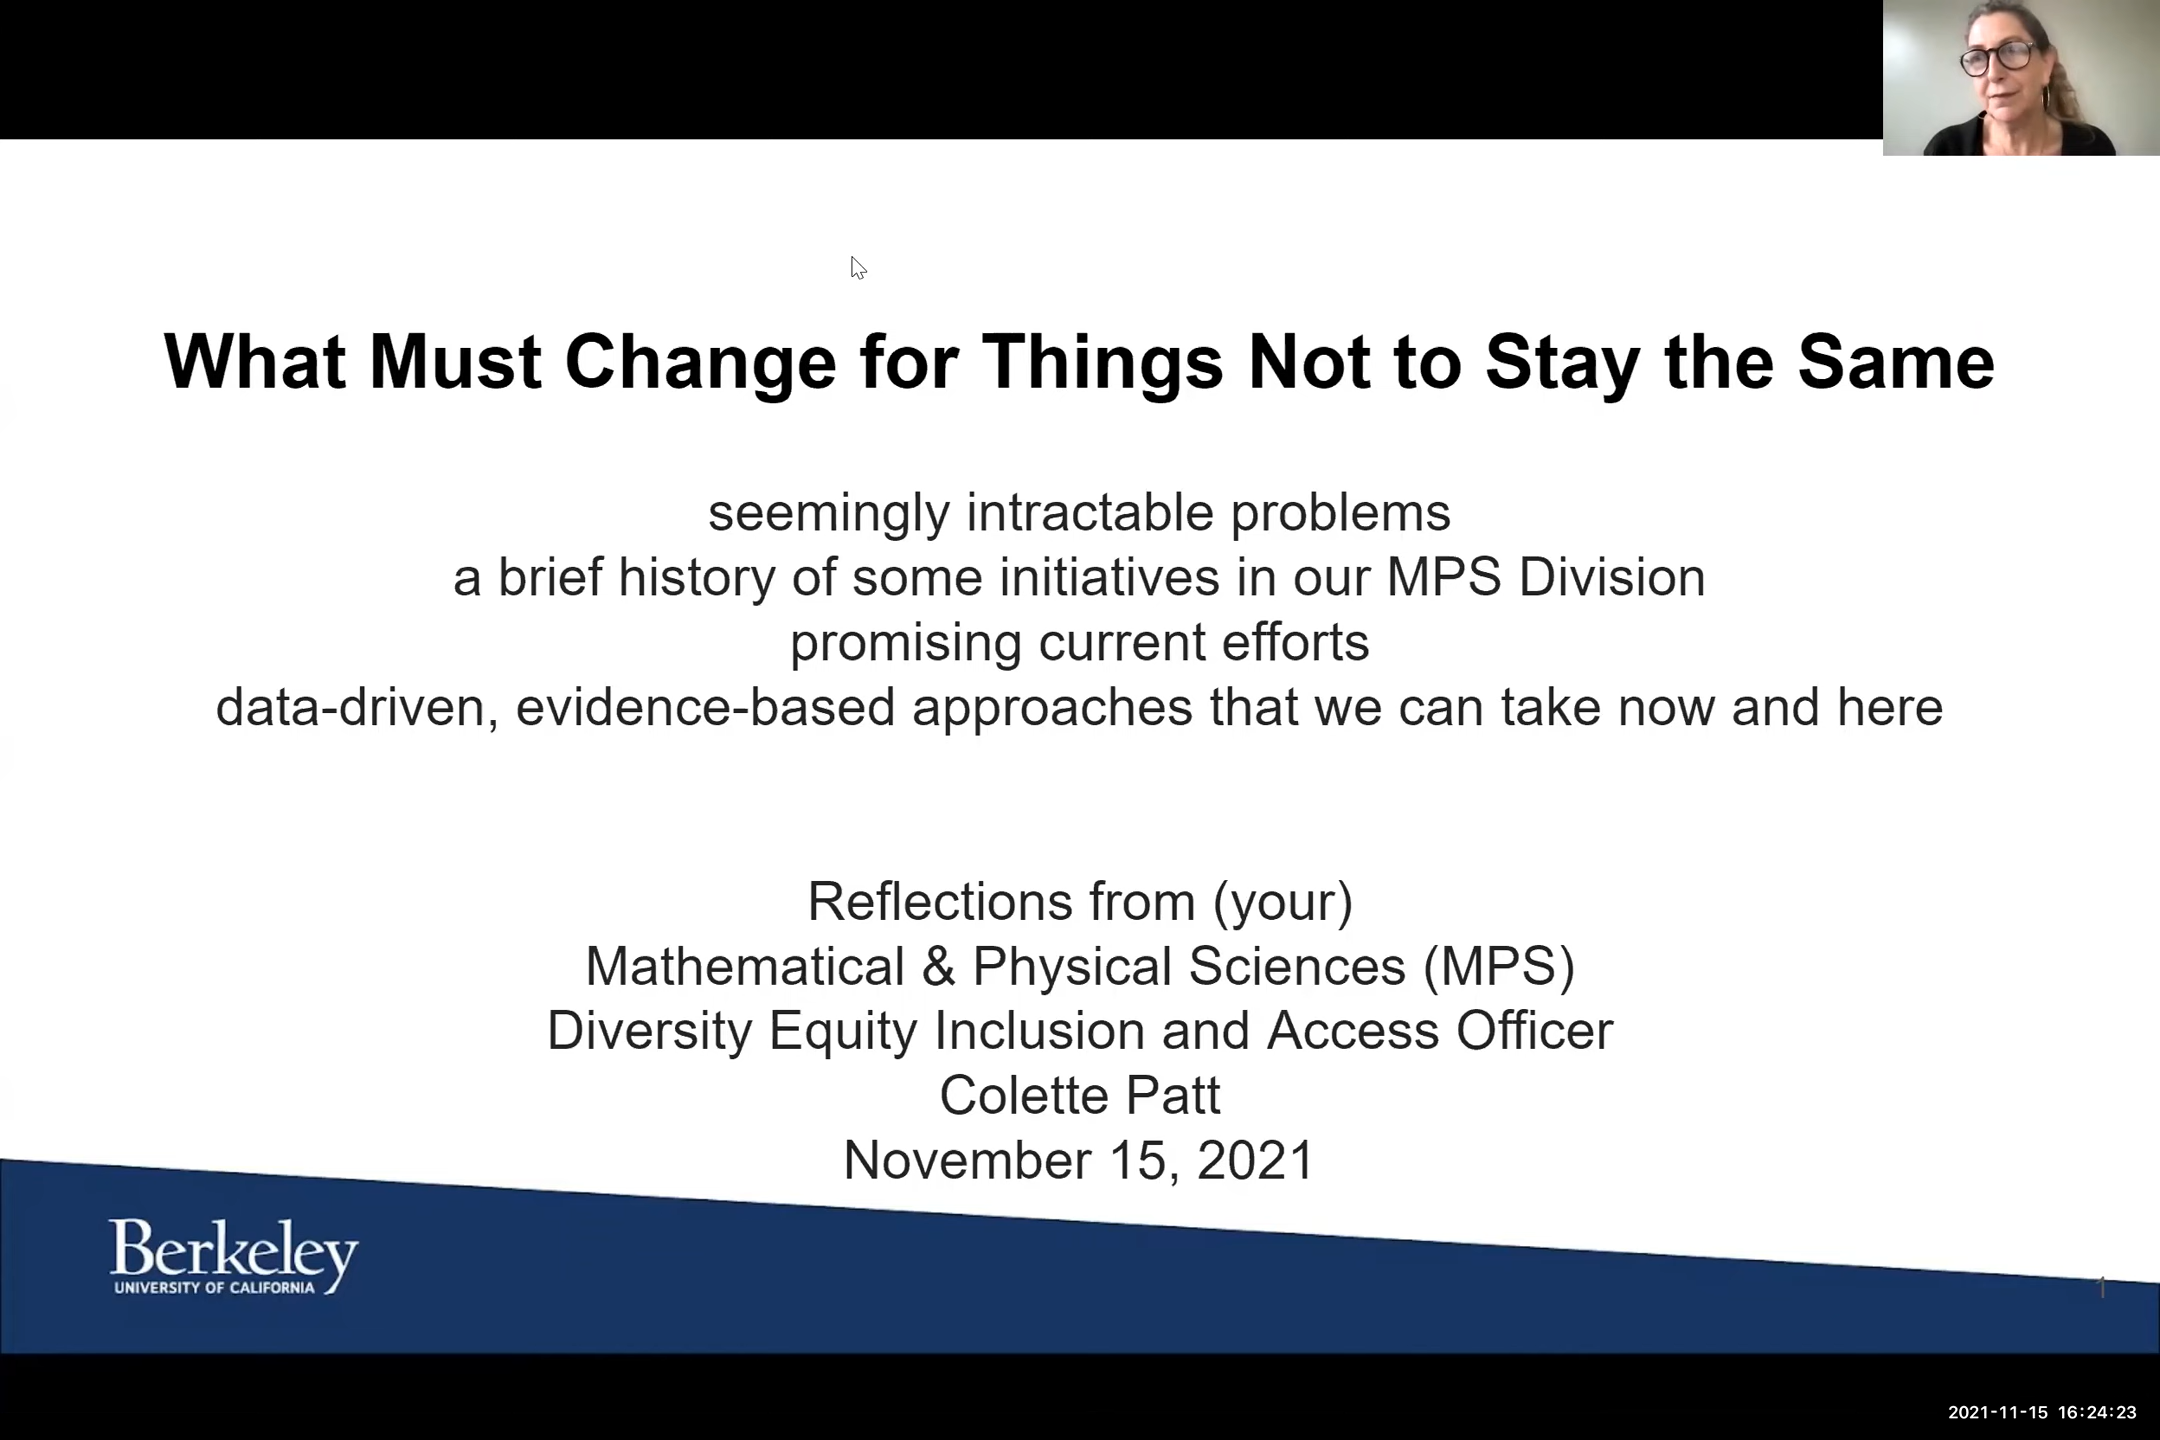 What Must Change for Things Not to Stay the Same
seemingly intractable problems
a brief history of some initiatives in our MPS Division
promising current efforts
data-driven, evidence-based approaches that we can take now and here
Reflections from (your)
Mathematical & Physical Sciences (MPS)
Diversity Equity Inclusion and Access Officer
Colette Patt
November 15, 2021
Berkeley
UNIVERSITY OF CALIFORNIA
1
2021-11-15 16:24:23